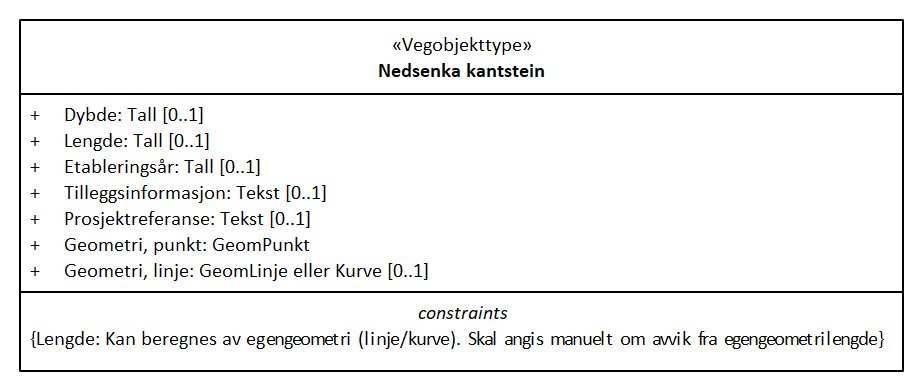 «Vegobjekttype»
Nedsenka kantstein
+ Dybde: Tall [0..1]
+ Lengde: Tall [0..1]
+ Etableringsår: Tall [0..1]
+ Tilleggsinformasjon: Tekst [0..1]
+ Prosjektreferanse: Tekst [0..1]
+ Geometri, punkt: GeomPunkt
+ Geometri, linje: GeomLinje eller Kurve [0..1]
constraints
{Lengde: Kan beregnes av egengeometri (linje/kurve). Skal angis manuelt om avvik fra egengeometrilengde}